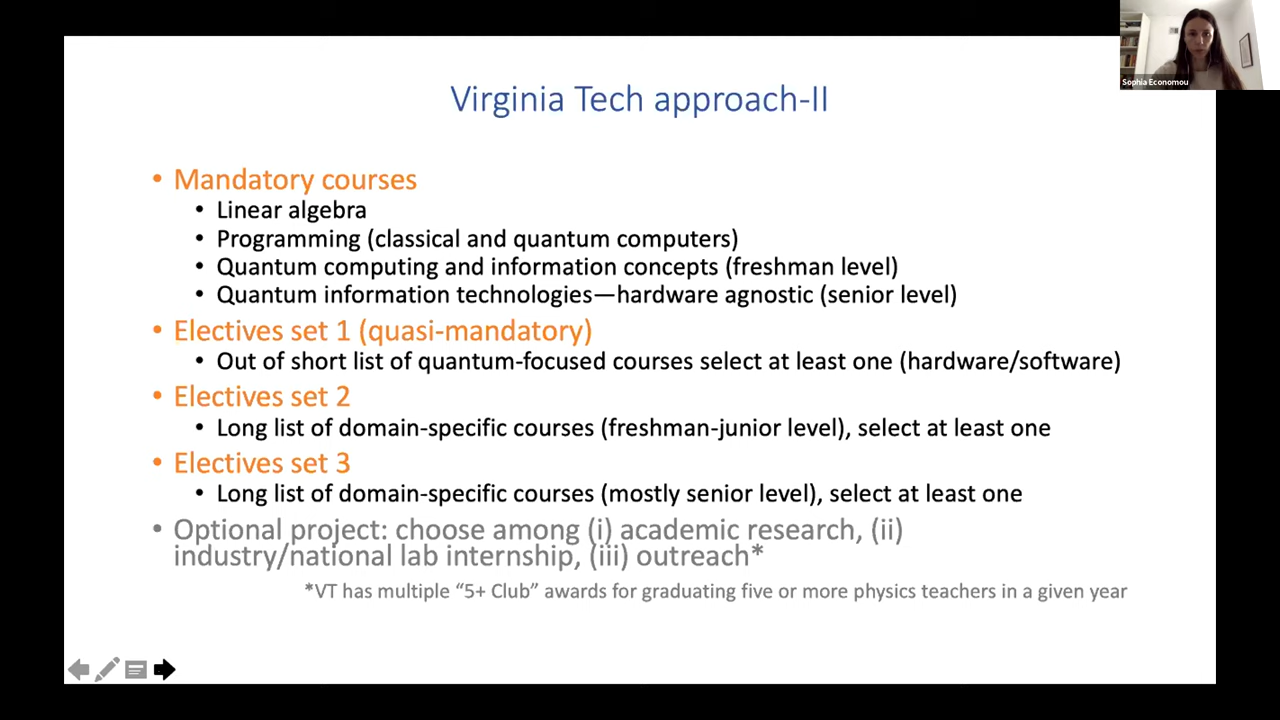 Sophia Economou
Virginia Tech approach-II
• Mandatory courses
• Linear algebra
• Programming (classical and quantum computers)
• Quantum computing and information concepts (freshman level)
• Quantum information technologies—hardware agnostic (senior level)
• Electives set 1 (quasi-mandatory)
• Out of short list of quantum-focused courses select at least one (hardware/software)
• Electives set 2
• Long list of domain-specific courses (freshman-junior level), select at least one
• Electives set 3
• Long list of domain-specific courses (mostly senior level), select at least one
• Optional project: choose among (i) academic research, (ii)
industry/national lab internship, (iii) outreach*
*VT has multiple “5+ Club” awards for graduating five or more physics teachers in a given year